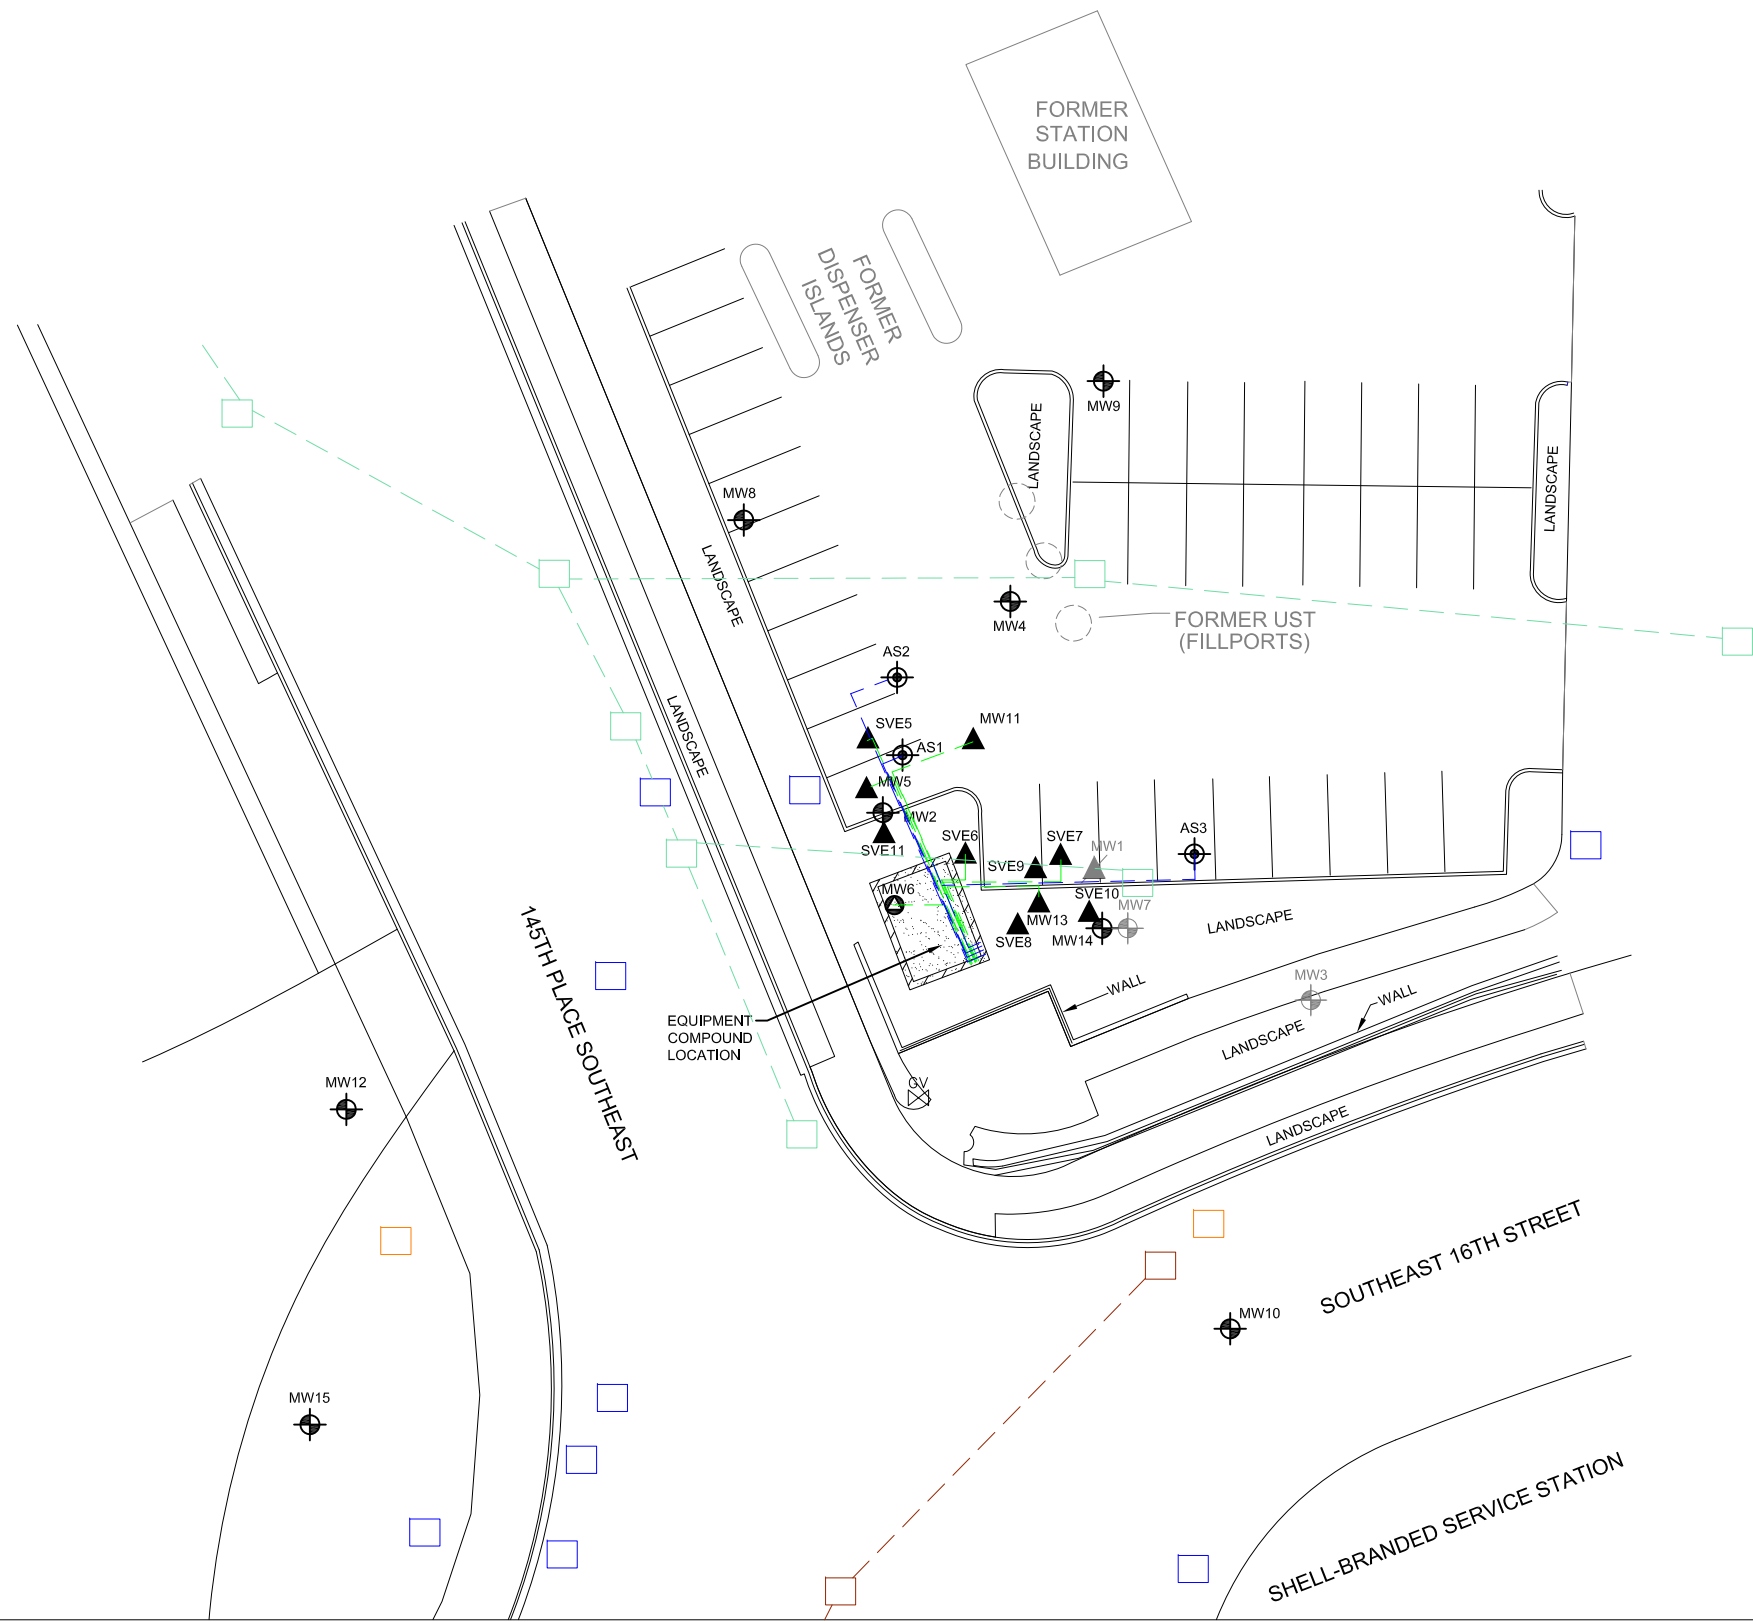 FORMER
STATION
BUILDING
FORMER
DISPENSER
ISLANDS
MW9
LANDSCAPE
LANDSCAPE
MW8
LANDSCAPE
MW4
FORMER UST
(FILLPORTS)
AS2
LANDSCAPE
SVE5
MW11
AS1
MW5
MW2
SVE11
SVE6
SVE7
MW1
AS3
SVE9
MW6
SVE10
MW7
MW13
SVE8
MW14
LANDSCAPE
145TH PLACE SOUTHEAST
WALL
MW3
WALL
EQUIPMENT
COMPOUND
LOCATION
LANDSCAPE
GV
MW12
LANDSCAPE
SOUTHEAST 16TH STREET
MW10
MW15
SHELL-BRANDED SERVICE STATION